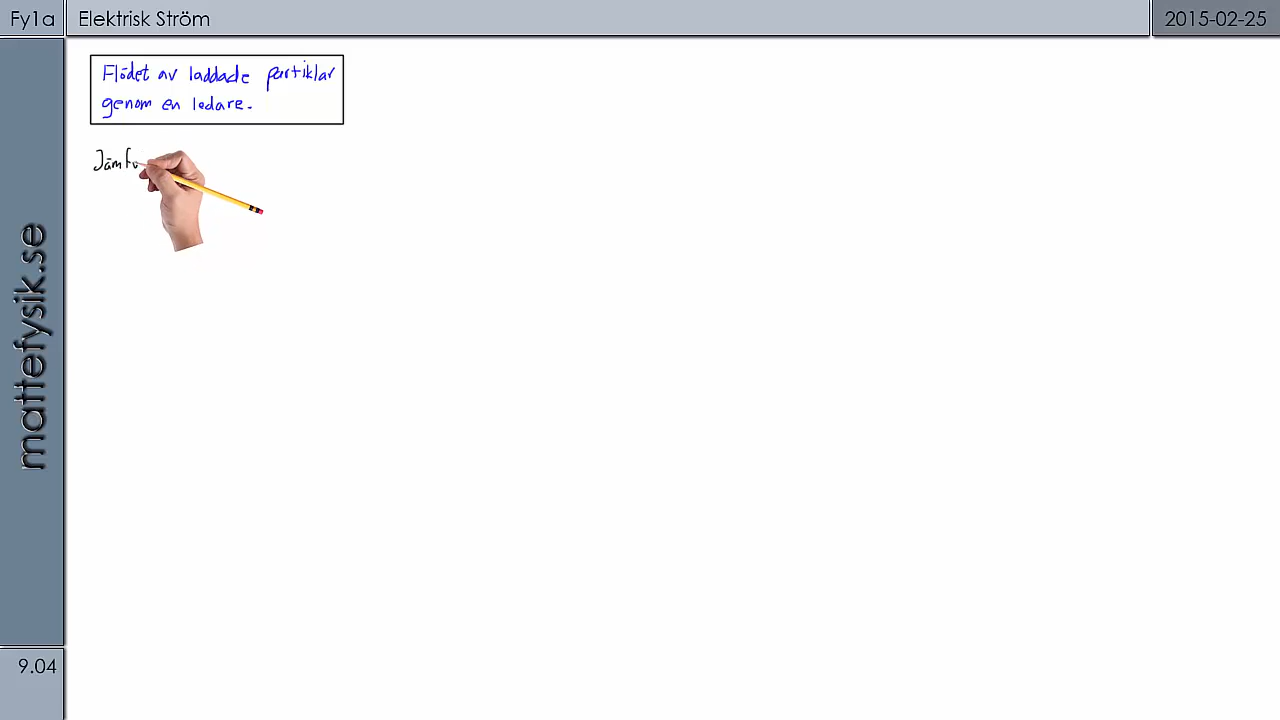 Fy1a
Elektrisk Ström
2015-02-25
Flödet av laddade partiklar
genom en ledare.
mattefysik.se
9.04